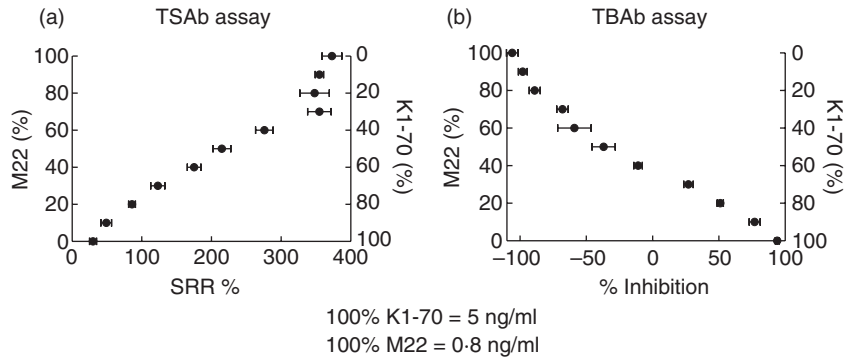 (a) TSAb assay
100
80
60
40
20
0
M22 (%)
0
20
40
60
80
100
K1-70 (%)
0 100 200 300 400
SRR %
(b) TBAb assay
100
80
60
40
20
0
M22 (%)
0
20
40
60
80
100
K1-70 (%)
−100 −50 0 50 100
% Inhibition
100% K1-70 = 5 ng/ml
100% M22 = 0·8 ng/ml